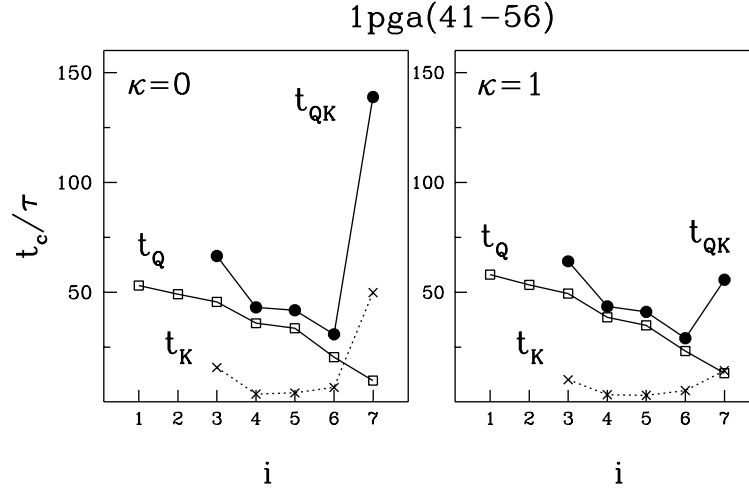 1pga(41−56)
κ=0
κ=1
t_c/τ
150
100
50
t_QK
t_Q
t_K
1 2 3 4 5 6 7
i
150
100
50
t_QK
t_Q
t_K
1 2 3 4 5 6 7
i